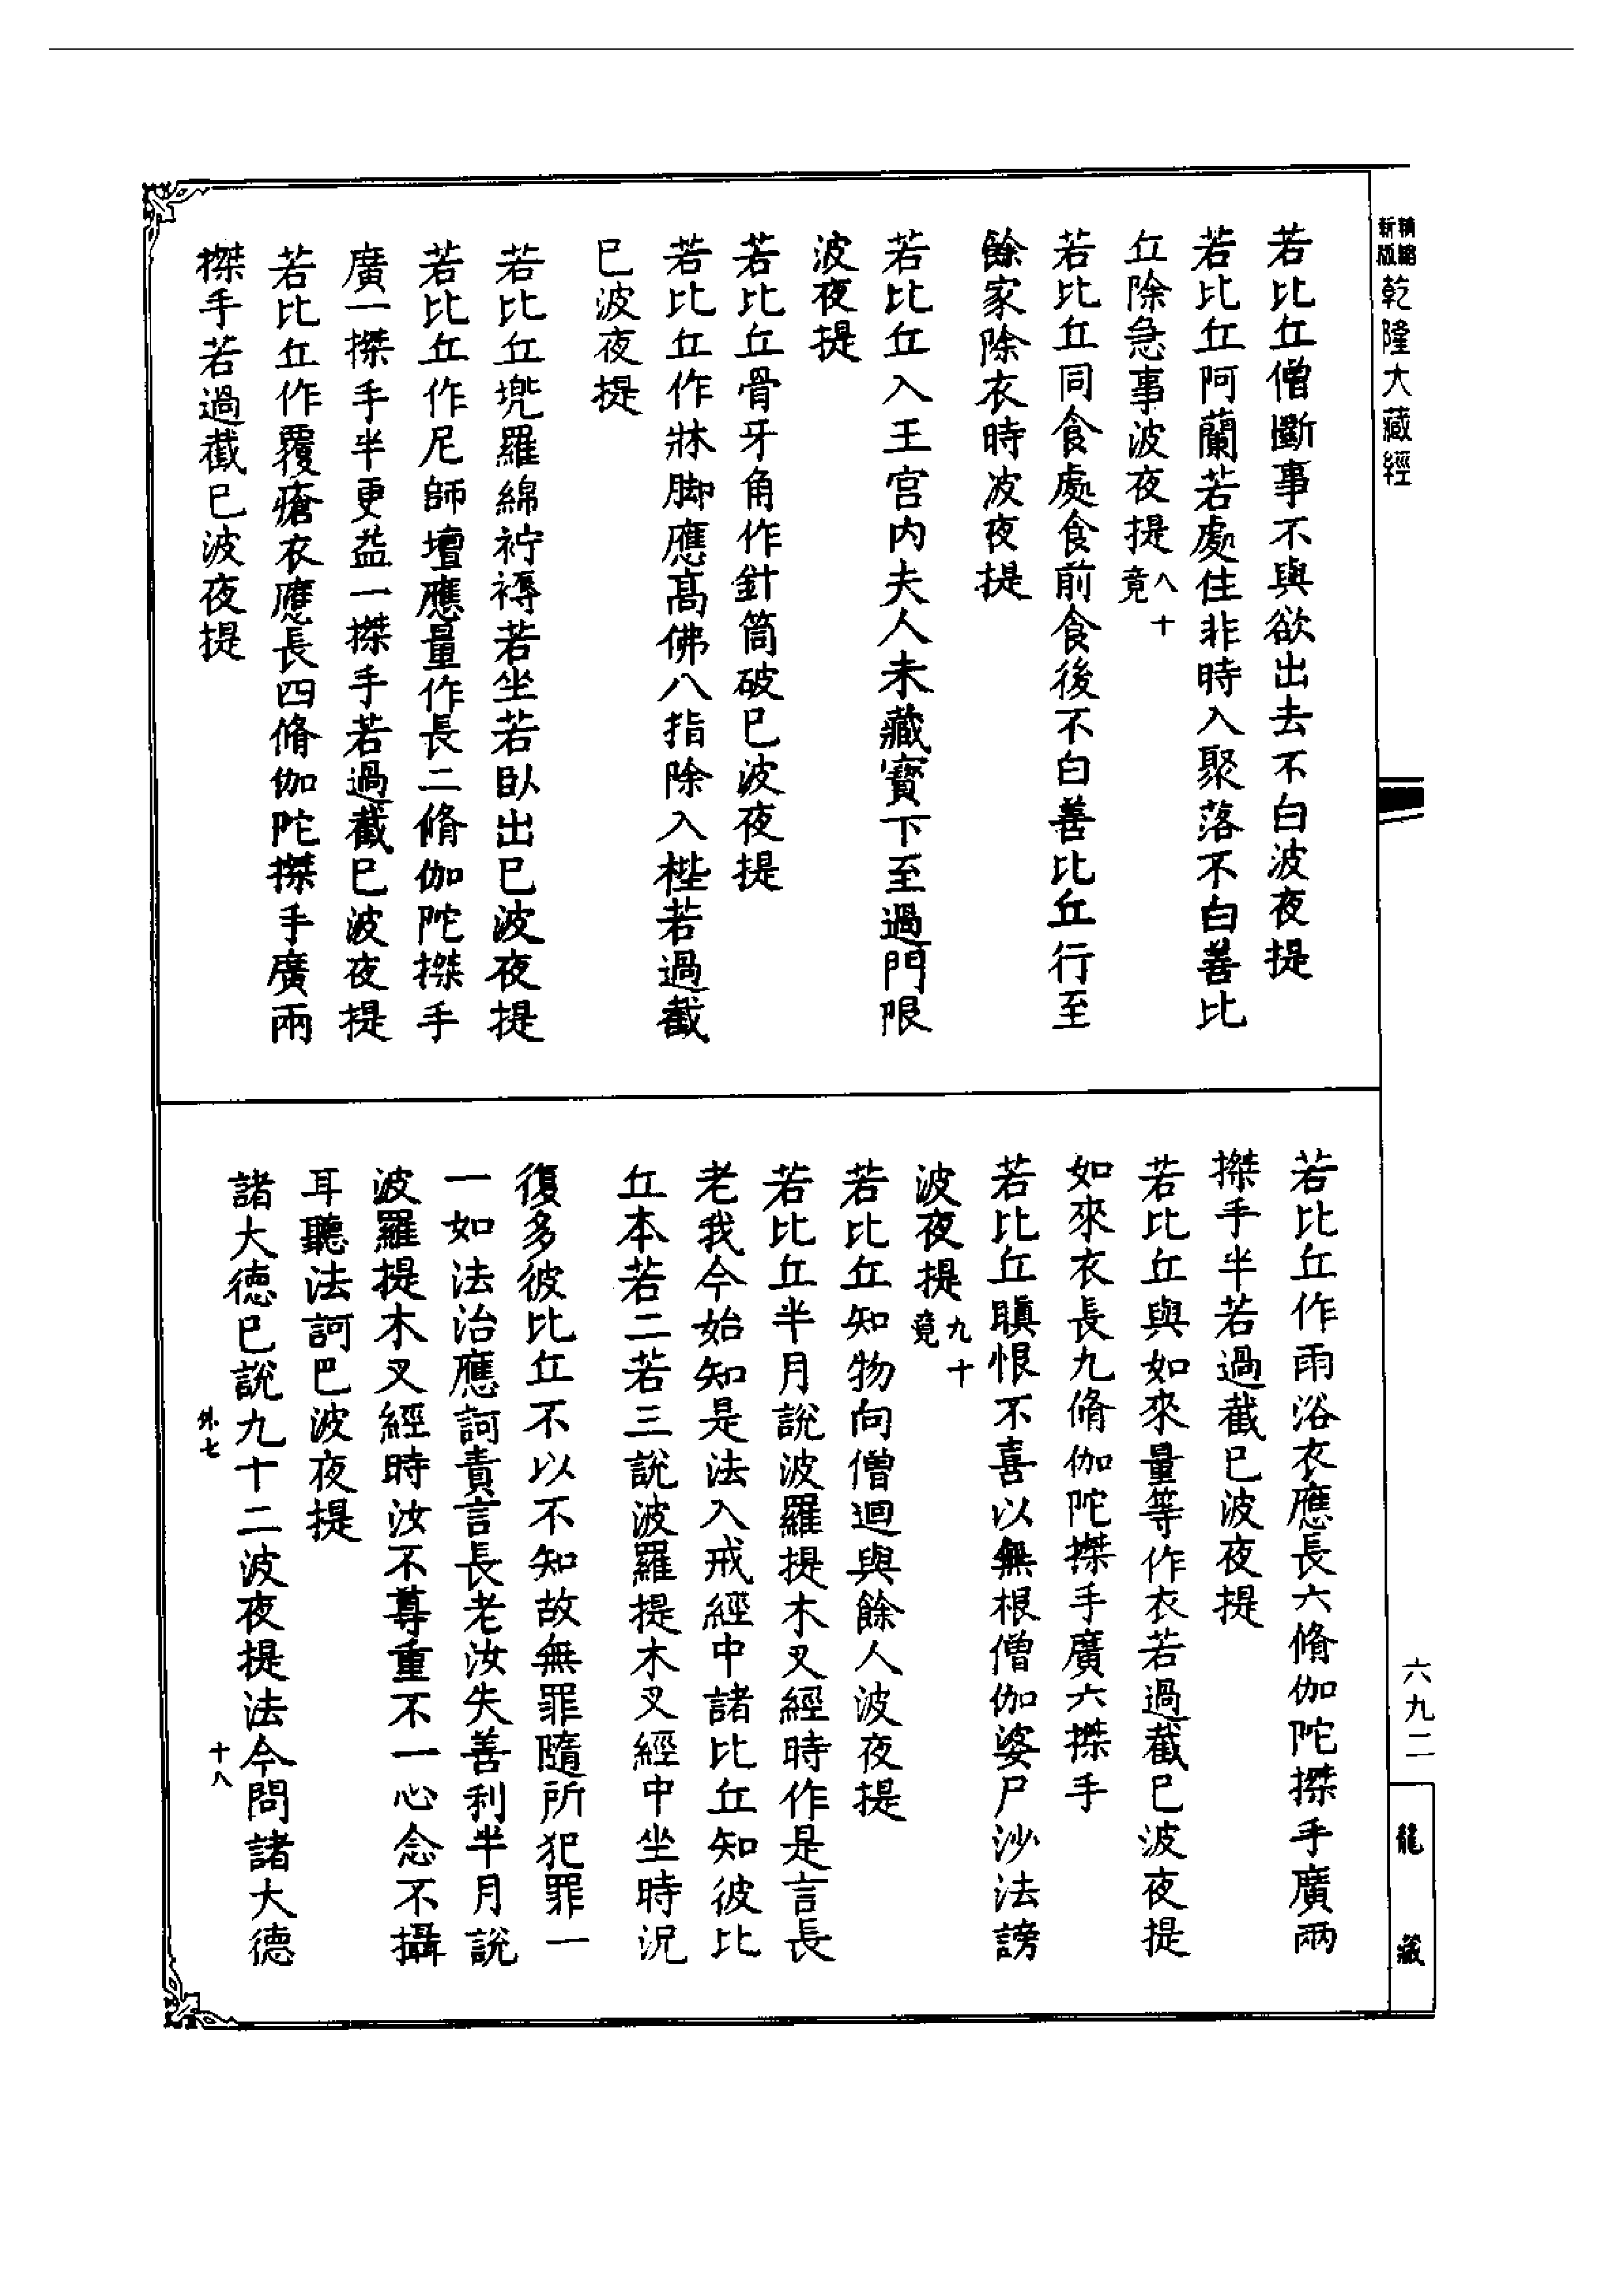 新版精縮乾隆大藏經
若比丘僧斷事不與欲出去不白波夜提
若比丘阿蘭若處住非時入聚落不白善比
丘除急事波夜提八十竟
若比丘同食處食前食後不白善比丘行至
餘家除衣時波夜提
若比丘入王宮內夫人未藏寶下至過門限
波夜提
若比丘骨牙角作針筒破已波夜提
若比丘作牀脚應高佛八指除入梐若過截
已波夜提
若比丘兠羅綿衬褥若坐若臥出已波夜提
若比丘作尼師壇應量作長二脩伽陀搩手
廣一搩手半更益一搩手若過截已波夜提
若比丘作覆瘡衣應長四脩伽陀搩手廣兩
搩手若過截已波夜提
若比丘作雨浴衣應長六脩伽陀搩手廣兩
搩手半若過截已波夜提
若比丘與如來量等作衣若過截已波夜提
如來衣長九脩伽陀搩手廣六搩手
若比丘瞋恨不喜以無根僧伽婆尸沙法謗
波夜提九十竟
若比丘知物向僧迴與餘人波夜提
若比丘半月說波羅提木叉經時作是言長
老我今始知是法入戒經中諸比丘知彼比
丘本若二若三說波羅提木叉經中坐時況
復多彼比丘不以不知故無罪隨所犯罪一
一如法治應訶責言長老汝失善利半月說
波羅提木叉經時汝不尊重不一心念不攝
耳聽法訶巴波夜提
諸大德已說九十二波夜提法今問諸大德
外七
十八
六九二
龍藏